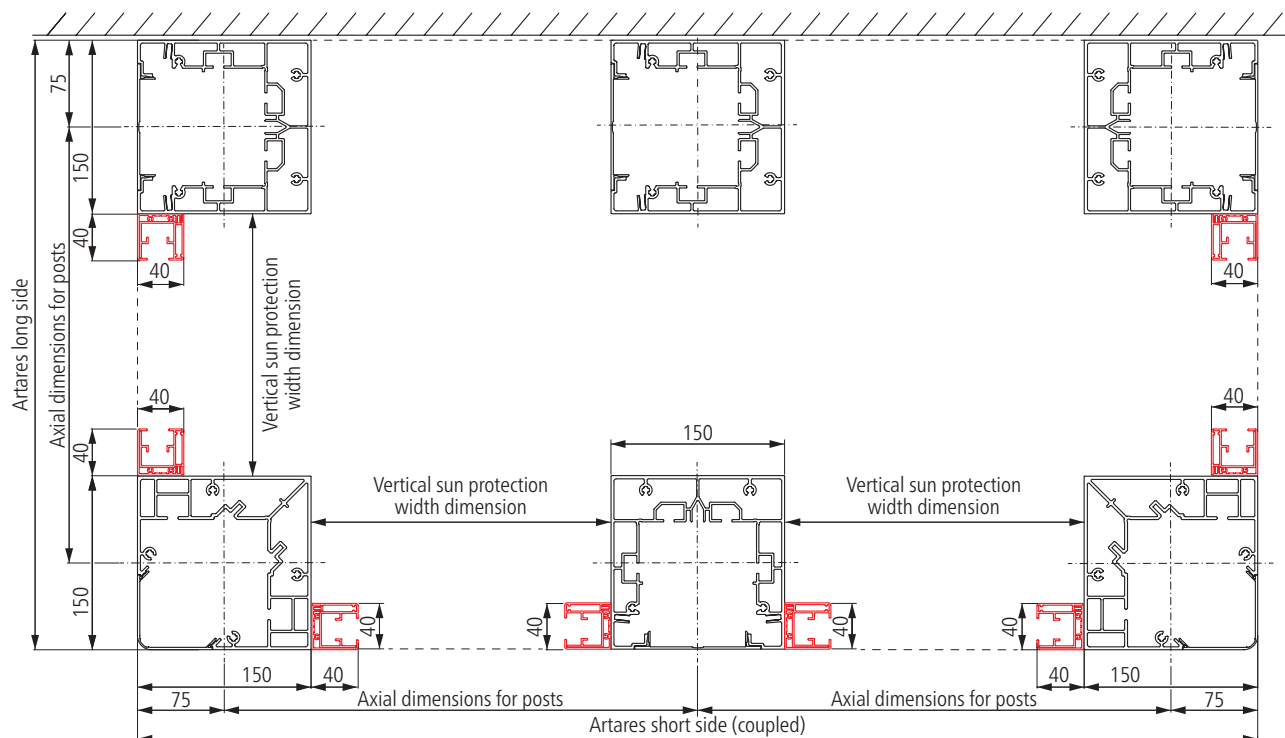 75
150
40
40
40
Artares long side
Axial dimensions for posts
Vertical sun protection
width dimension
40
40
40
150
150
Vertical sun protection
width dimension
Vertical sun protection
width dimension
40
40
40
40
150
40
40
150
75
Axial dimensions for posts
Axial dimensions for posts
75
Artares short side (coupled)